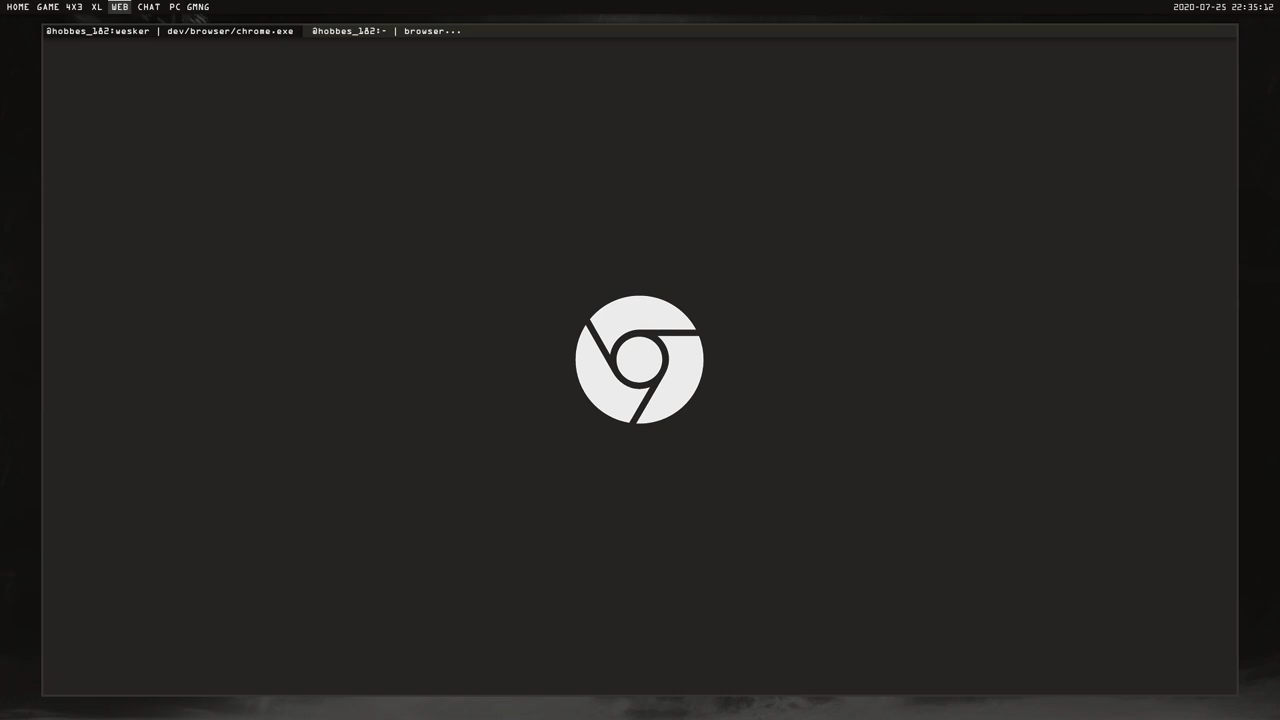 HOME GAME 4X3 XL WEB CHAT PC GMNG 2020-07-25 22:35:12
@hobbes_182:wesker | dev/browser/chrome.exe @hobbes_182:- | browser...